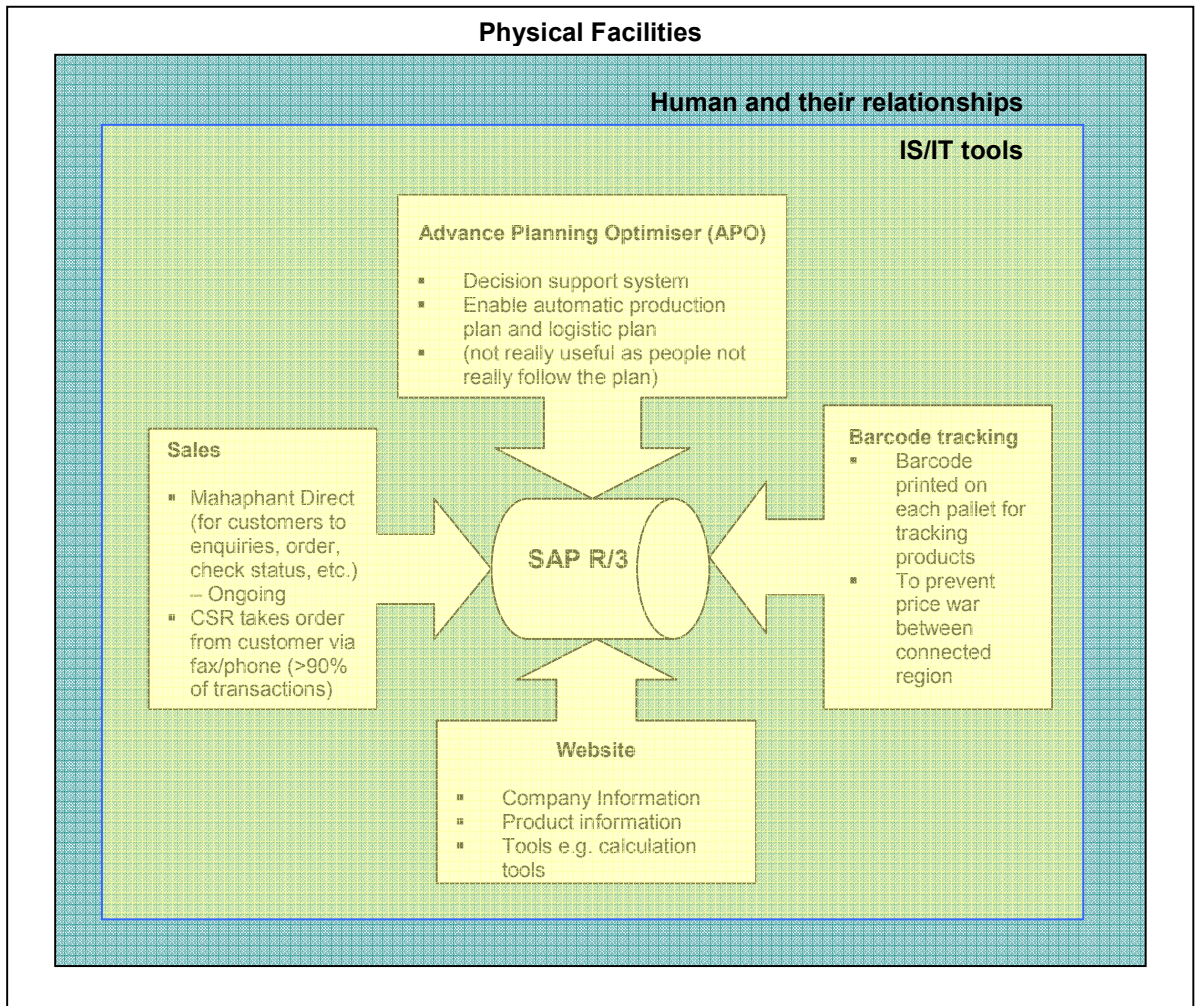 Physical Facilities
Human and their relationships
IS/IT tools
Advance Planning Optimiser (APO)
▪ Decision support system
▪ Enable automatic production
plan and logistic plan
▪ (not really useful as people not
really follow the plan)
Sales
▪ Mahaphant Direct
(for customers to
enquiries, order,
check status, etc.)
– Ongoing
▪ CSR takes order
from customer via
fax/phone (>90%
of transactions)
SAP R/3
Barcode tracking
▪ Barcode
printed on
each pallet for
tracking
products
▪ To prevent
price war
between
connected
region
Website
▪ Company Information
▪ Product information
▪ Tools e.g. calculation
tools